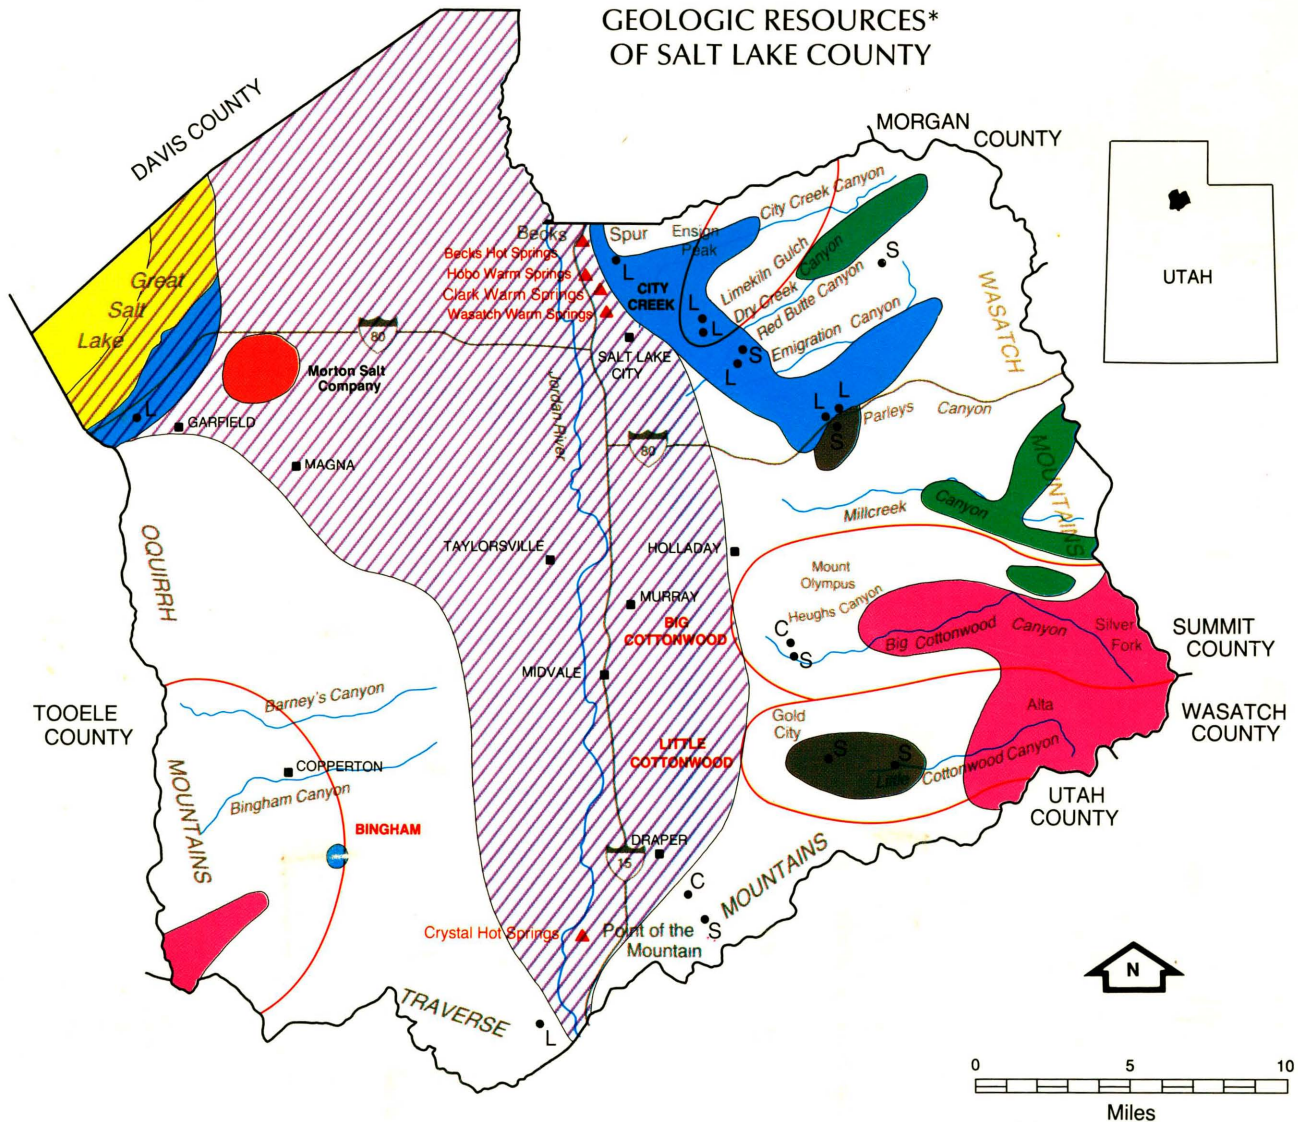 GEOLOGIC RESOURCES*
OF SALT LAKE COUNTY
DAVIS COUNTY
MORGAN
COUNTY
UTAH
City Creek Canyon
Becks
Spur
Ensign
Peak
Becks Hot Springs
Hobo Warm Springs
Clark Warm Springs
Wasatch Warm Springs
L
CITY
CREEK
Limekiln Gulch
Dry Creek Canyon
Red Butte Canyon
Emigration Canyon
S
WASATCH
Great
Salt
Lake
80
Morton Salt
Company
SALT LAKE
CITY
L
L
S
L
L
L
S
Parleys Canyon
L
GARFIELD
MAGNA
Jordan River
80
MOUNTAINS
Millcreek
Canyon
OQUIRRH
TAYLORSVILLE
HOLLADAY
Mount
Olympus
Heughs Canyon
MURRAY
BIG
COTTONWOOD
C
S
Big Cottonwood Canyon
Silver
Fork
SUMMIT
COUNTY
MIDVALE
Barney's Canyon
TOOELE
COUNTY
Alta
WASATCH
COUNTY
Gold
City
LITTLE
COTTONWOOD
S
S
Little Cottonwood Canyon
COPPERTON
Bingham Canyon
MOUNTAINS
UTAH
COUNTY
BINGHAM
DRAPER
15
C
S
MOUNTAINS
Crystal Hot Springs
Point of the
Mountain
TRAVERSE
L
N
0 5 10
Miles